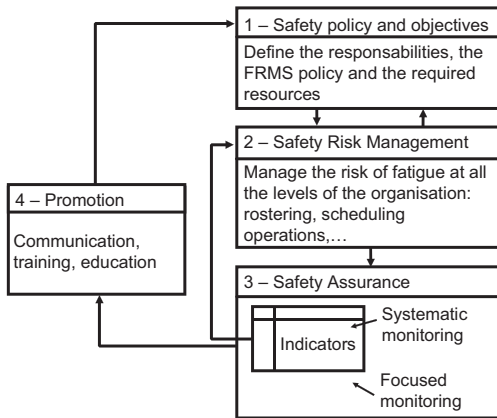 1 – Safety policy and objectives
Define the responsabilities, the
FRMS policy and the required
resources
2 – Safety Risk Management
Manage the risk of fatigue at all
the levels of the organisation:
rostering, scheduling
operations,…
4 – Promotion
Communication,
training, education
3 – Safety Assurance
Systematic
monitoring
Indicators
Focused
monitoring